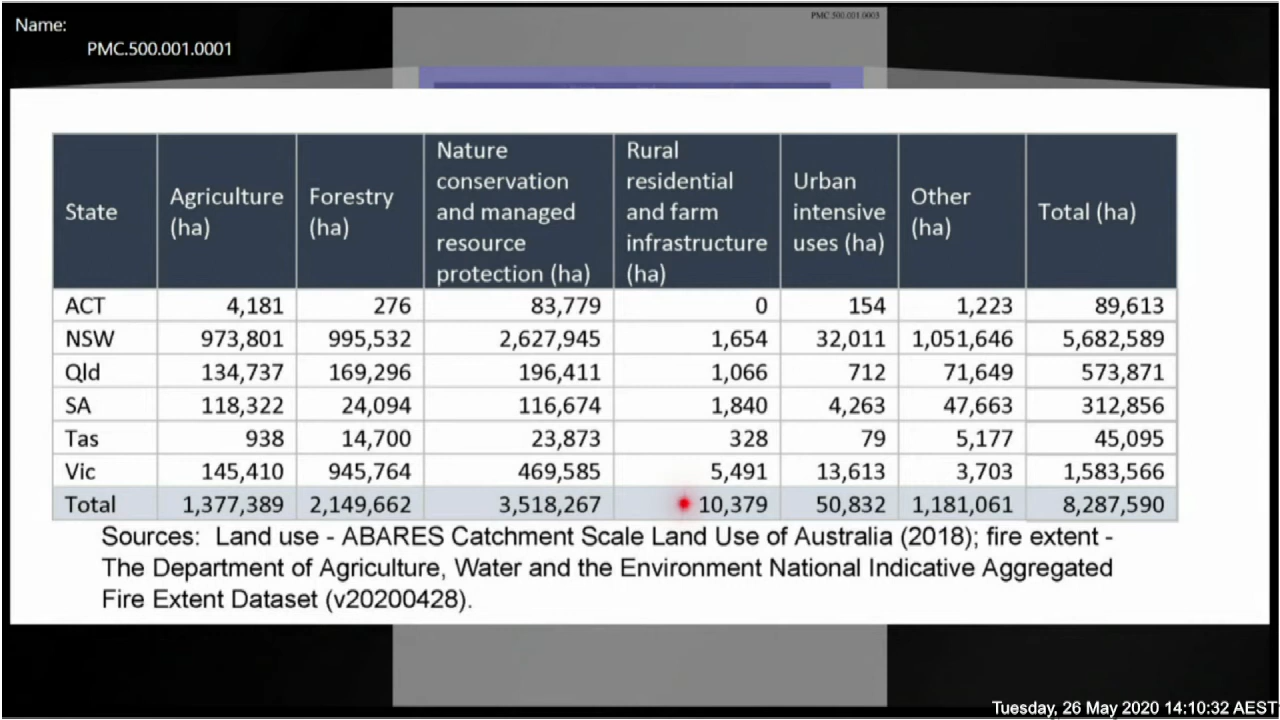 PMC.500.001.0003
Name:
PMC.500.001.0001
State
Agriculture
(ha)
Forestry
(ha)
Nature
conservation
and managed
resource
protection (ha)
Rural
residential
and farm
infrastructure
(ha)
Urban
intensive
uses (ha)
Other
(ha)
Total (ha)
ACT 4,181 276 83,779 0 154 1,223 89,613
NSW 973,801 995,532 2,627,945 1,654 32,011 1,051,646 5,682,589
Qld 134,737 169,296 196,411 1,066 712 71,649 573,871
SA 118,322 24,094 116,674 1,840 4,263 47,663 312,856
Tas 938 14,700 23,873 328 79 5,177 45,095
Vic 145,410 945,764 469,585 5,491 13,613 3,703 1,583,566
Total 1,377,389 2,149,662 3,518,267 10,379 50,832 1,181,061 8,287,590
Sources: Land use - ABARES Catchment Scale Land Use of Australia (2018); fire extent -
The Department of Agriculture, Water and the Environment National Indicative Aggregated
Fire Extent Dataset (v20200428).
Tuesday, 26 May 2020 14:10:32 AEST